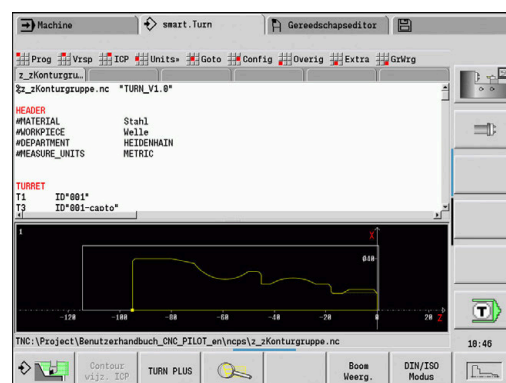 Machine
smart.Turn
Gereedschapseditor
Prog Vrsp ICP Units» Goto Config Overig Extra GrWrg
z_zKonturgru…
%z_zKonturgruppe.nc "TURN_V1.0"
HEADER
#MATERIAL Stahl
#WORKPIECE Welle
#DEPARTMENT HEIDENHAIN
#MEASURE_UNITS METRIC
TURRET
T1 ID"001"
T3 ID"001-capto"
1
X
Ø40
-120 -100 -80 -60 -40 -20 0 20 Z
TNC:\Project\Benutzerhandbuch_CNC_PILOT_en\ncps\z_zKonturgruppe.nc
T
10:46
Contour
wijz. ICP
TURN PLUS
Boom
Weerg.
DIN/ISO
Modus